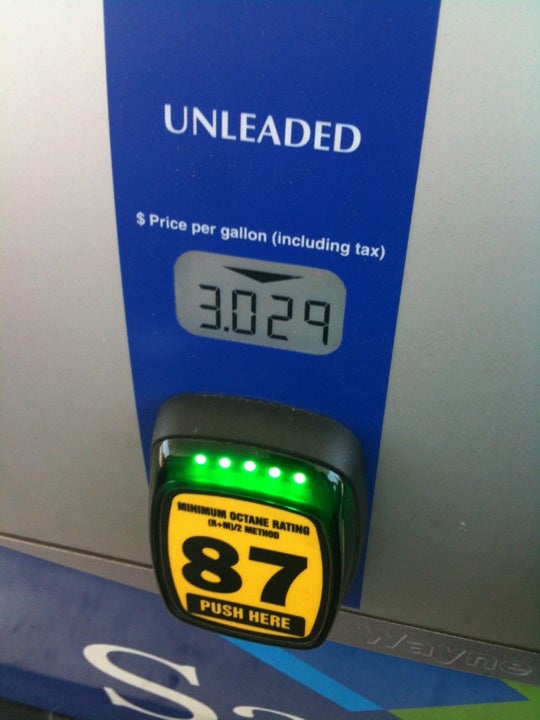 UNLEADED
$ Price per gallon (including tax)
3.029
MINIMUM OCTANE RATING
(R+M)/2 METHOD
87
PUSH HERE
Wayne